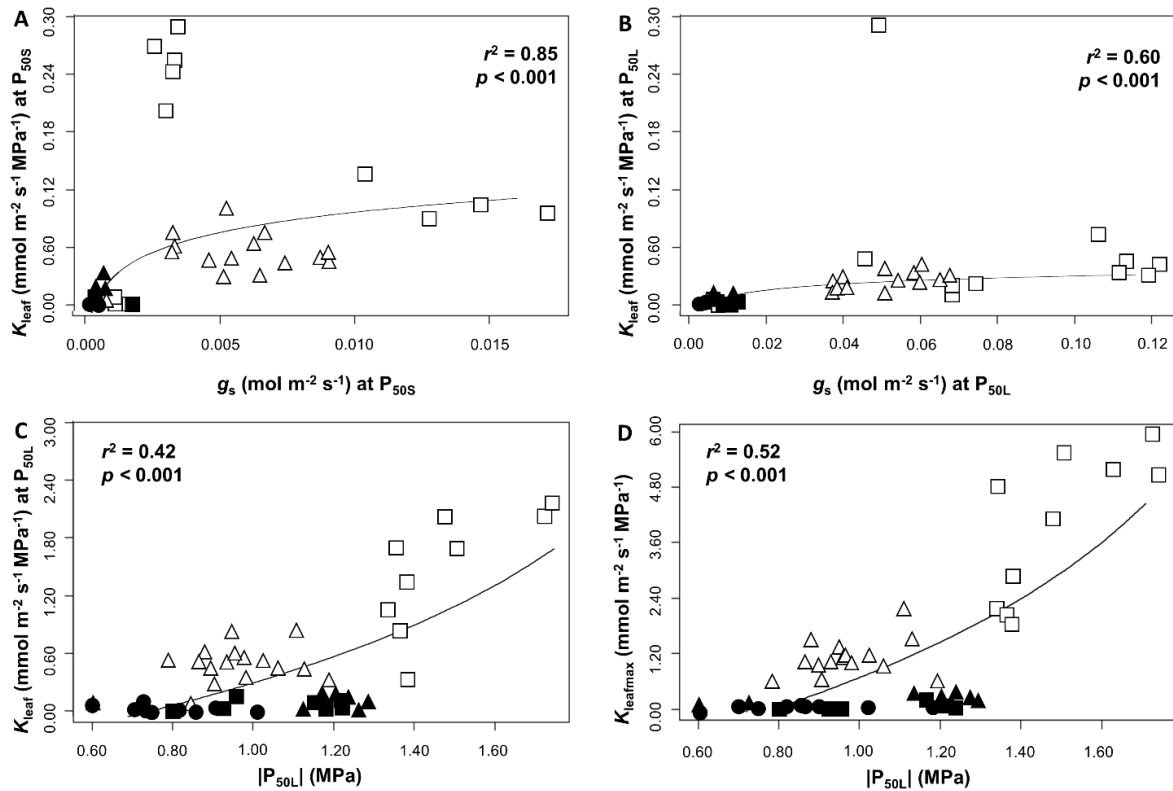 A
K_leaf (mmol m-2 s-1 MPa-1) at P50S
0.30
0.24
0.18
0.12
0.60
0.00
r2 = 0.85
p < 0.001
0.000
0.005
0.010
0.015
gs (mol m-2 s-1) at P50S
B
Kleaf (mmol m-2 s-1 MPa-1) at P50L
0.30
0.24
0.18
0.12
0.60
0.00
r2 = 0.60
p < 0.001
0.00
0.02
0.04
0.06
0.08
0.10
0.12
gs (mol m-2 s-1) at P50L
C
Kleaf (mmol m-2 s-1 MPa-1) at P50L
3.00
2.40
1.80
1.20
0.60
0.00
r2 = 0.42
p < 0.001
0.60
0.80
1.00
1.20
1.40
1.60
|P50L| (MPa)
D
Kleafmax (mmol m-2 s-1 MPa-1)
6.00
4.80
3.60
2.40
1.20
0.00
r2 = 0.52
p < 0.001
0.60
0.80
1.00
1.20
1.40
1.60
|P50L| (MPa)